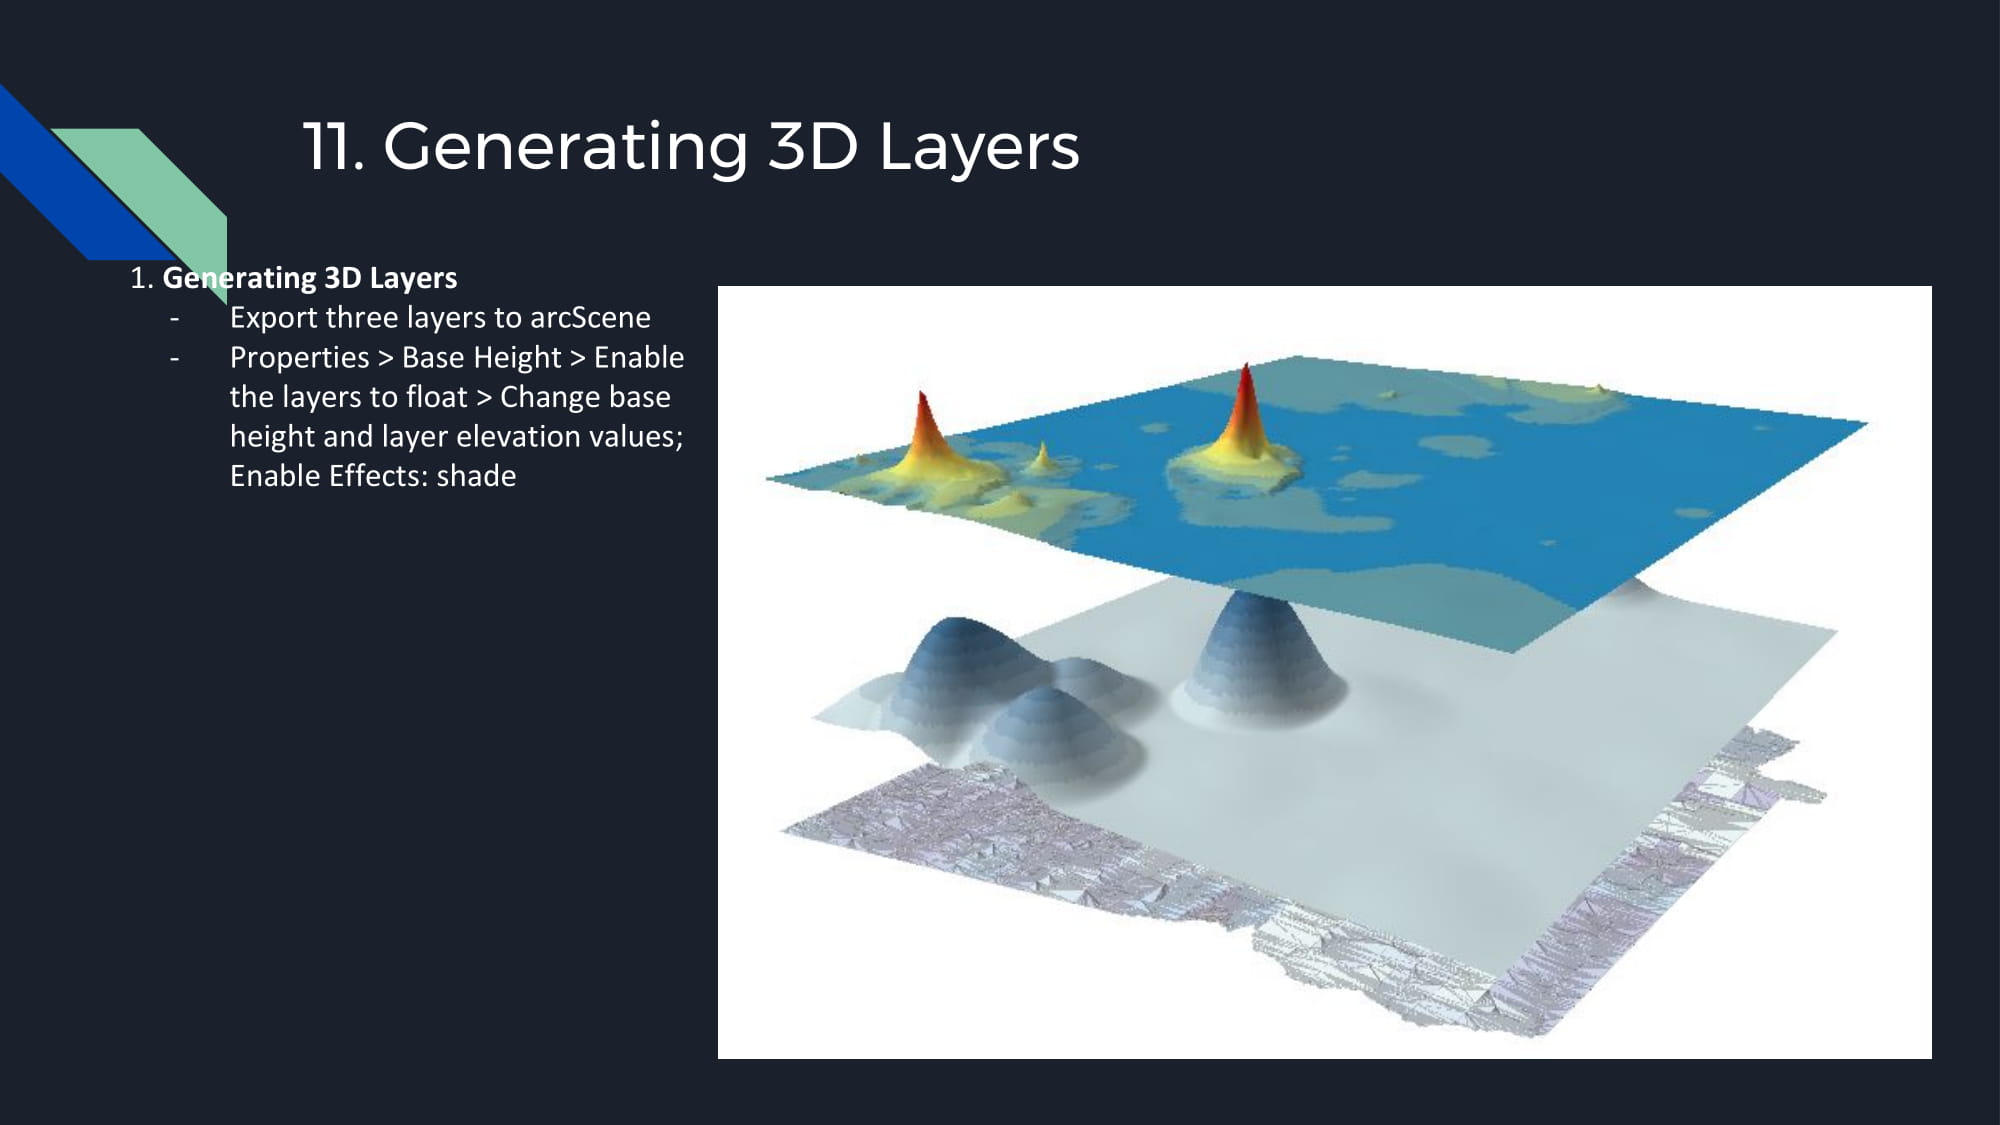 11. Generating 3D Layers
1. Generating 3D Layers
- Export three layers to arcScene
- Properties > Base Height > Enable
the layers to float > Change base
height and layer elevation values;
Enable Effects: shade